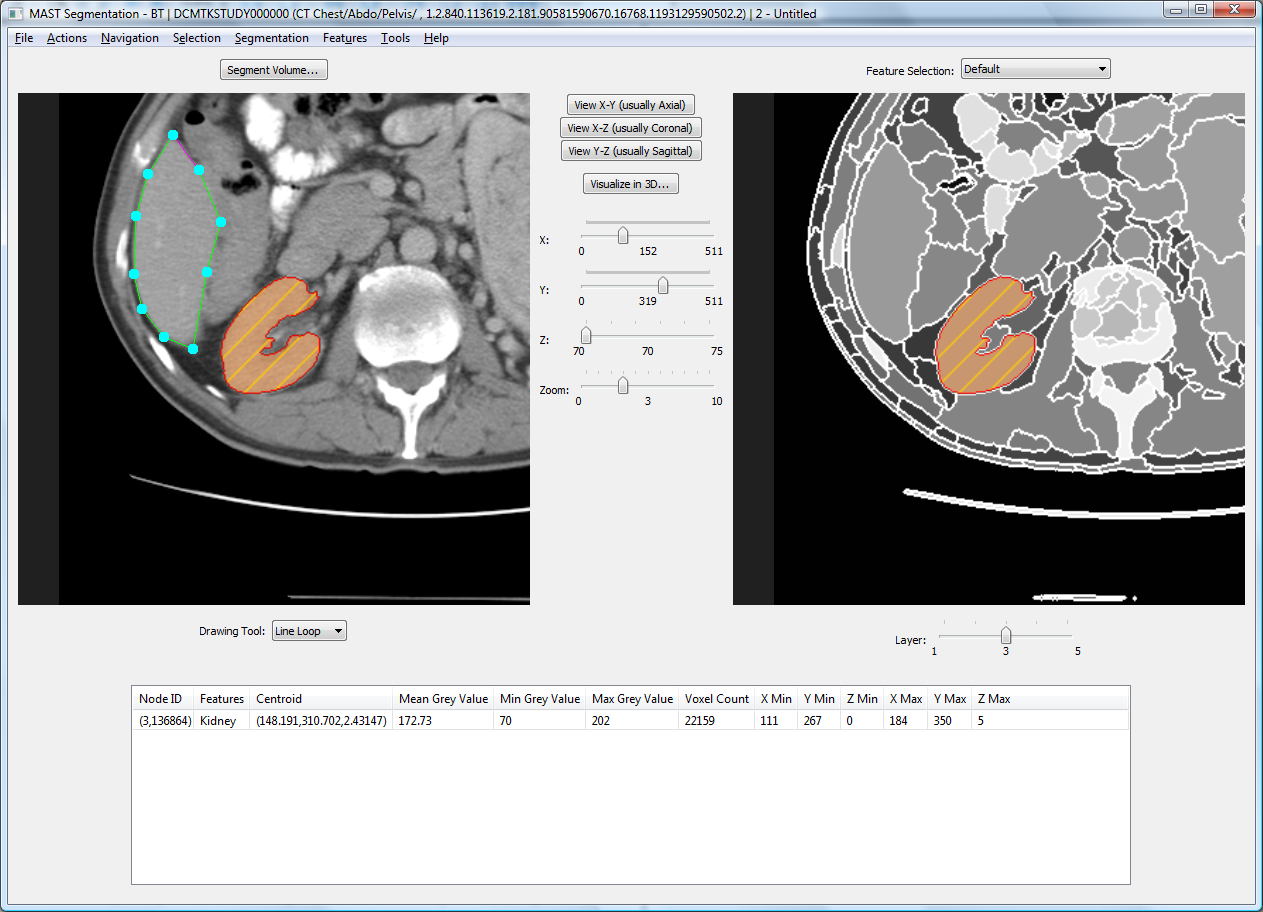 MAST Segmentation - BT | DCMTKSTUDY000000 (CT Chest/Abdo/Pelvis/ , 1.2.840.113619.2.181.90581590670.16768.1193129590502.2) | 2 - Untitled
File Actions Navigation Selection Segmentation Features Tools Help
Segment Volume...
Feature Selection: Default
View X-Y (usually Axial)
View X-Z (usually Coronal)
View Y-Z (usually Sagittal)
Visualize in 3D...
X:
0 152 511
Y:
0 319 511
Z:
70 70 75
Zoom:
0 3 10
Drawing Tool: Line Loop
Layer:
1 3 5
Node ID Features Centroid Mean Grey Value Min Grey Value Max Grey Value Voxel Count X Min Y Min Z Min X Max Y Max Z Max
(3,136864) Kidney (148.191,310.702,2.43147) 172.73 70 202 22159 111 267 0 184 350 5